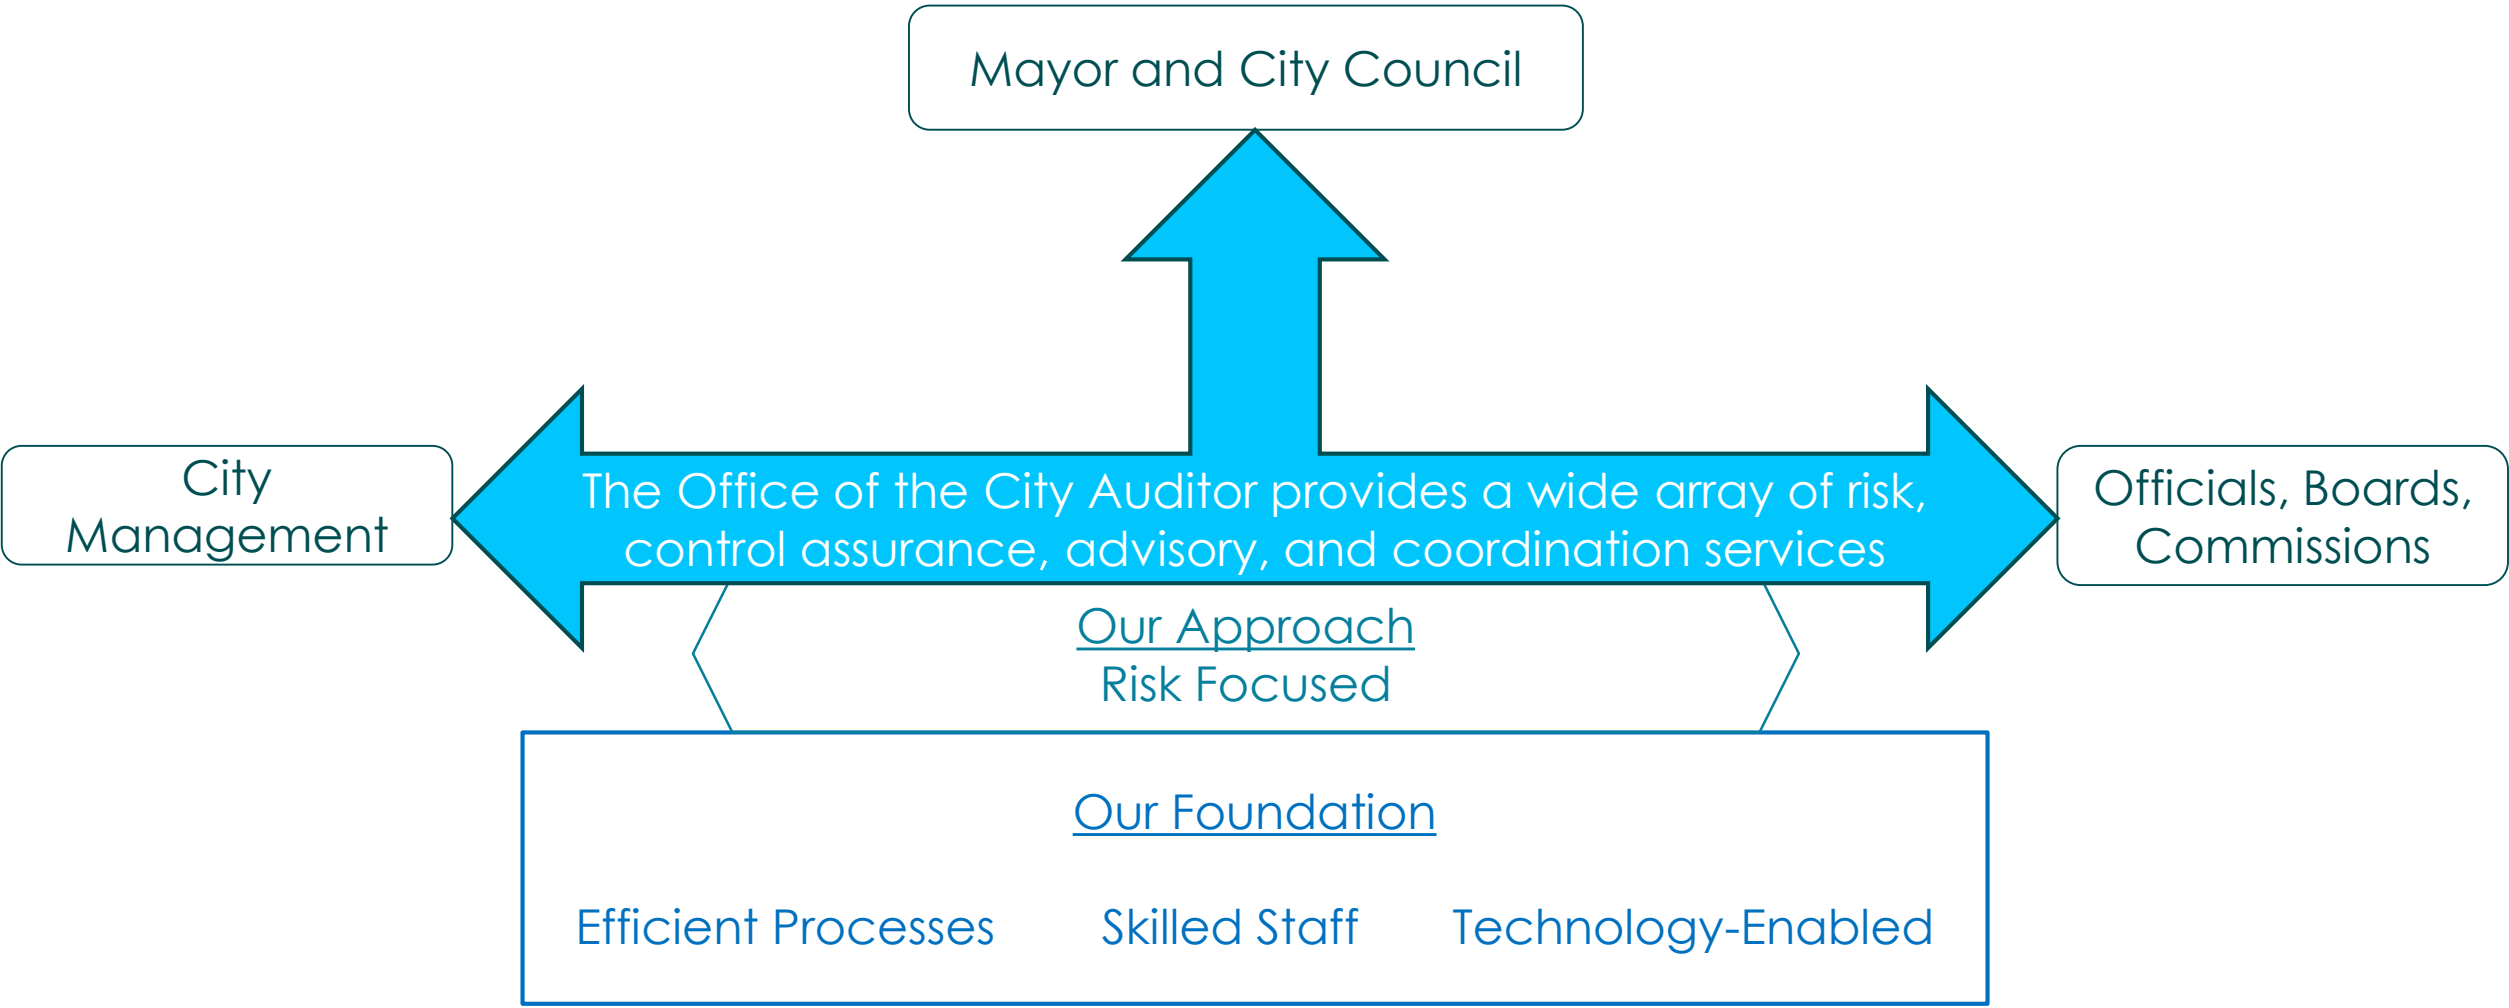 Mayor and City Council
City
Management
The Office of the City Auditor provides a wide array of risk,
control assurance, advisory, and coordination services
Officials, Boards,
Commissions
Our Approach
Risk Focused
Our Foundation
Efficient Processes Skilled Staff Technology-Enabled